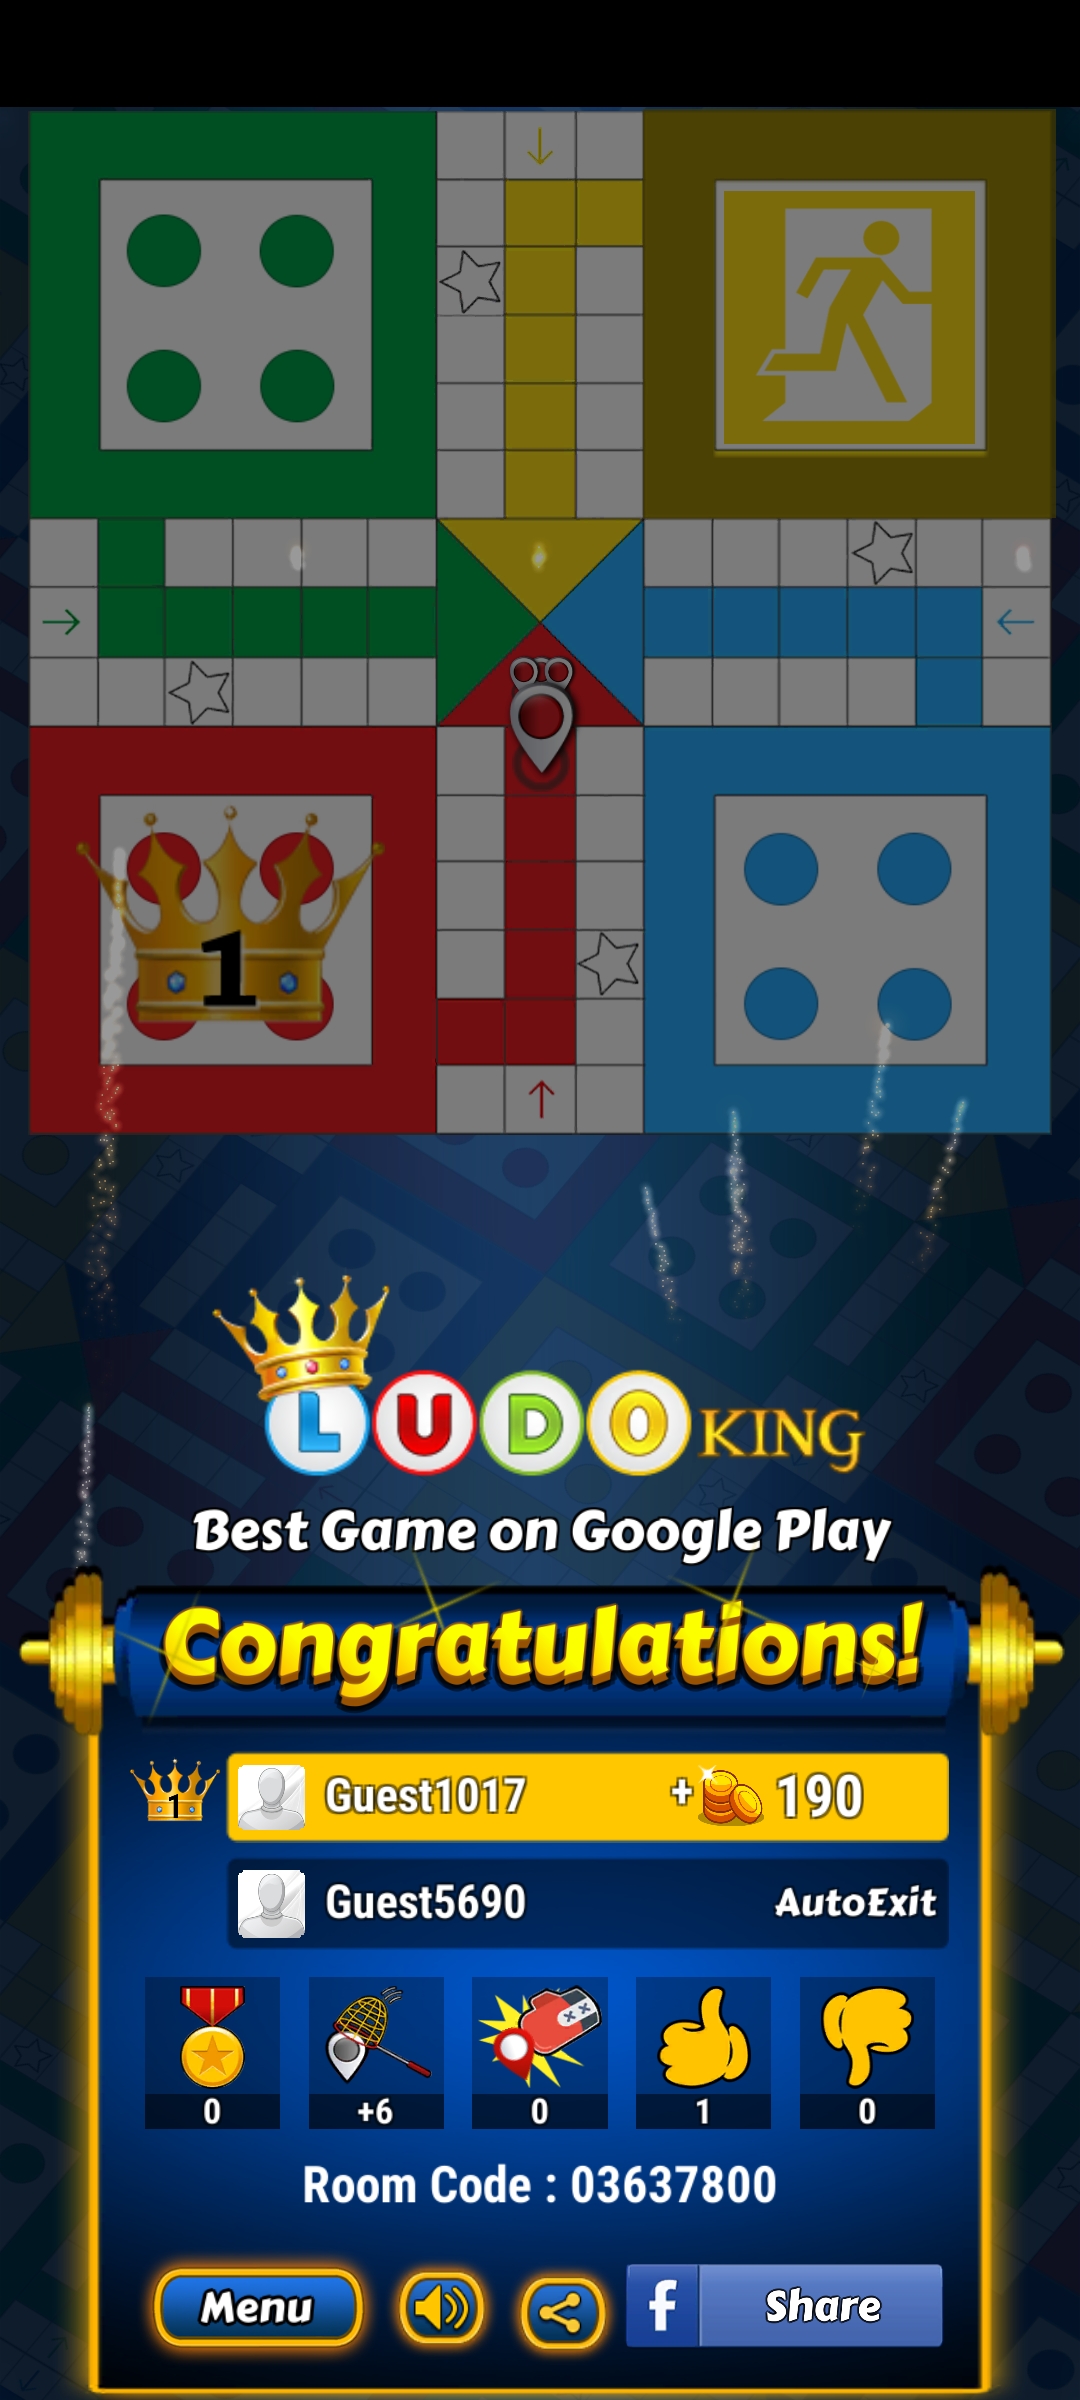 1
LUDO KING
Best Game on Google Play
Congratulations!
1 Guest1017 + 190
Guest5690 AutoExit
0 +6 0 1 0
Room Code : 03637800
Menu f Share